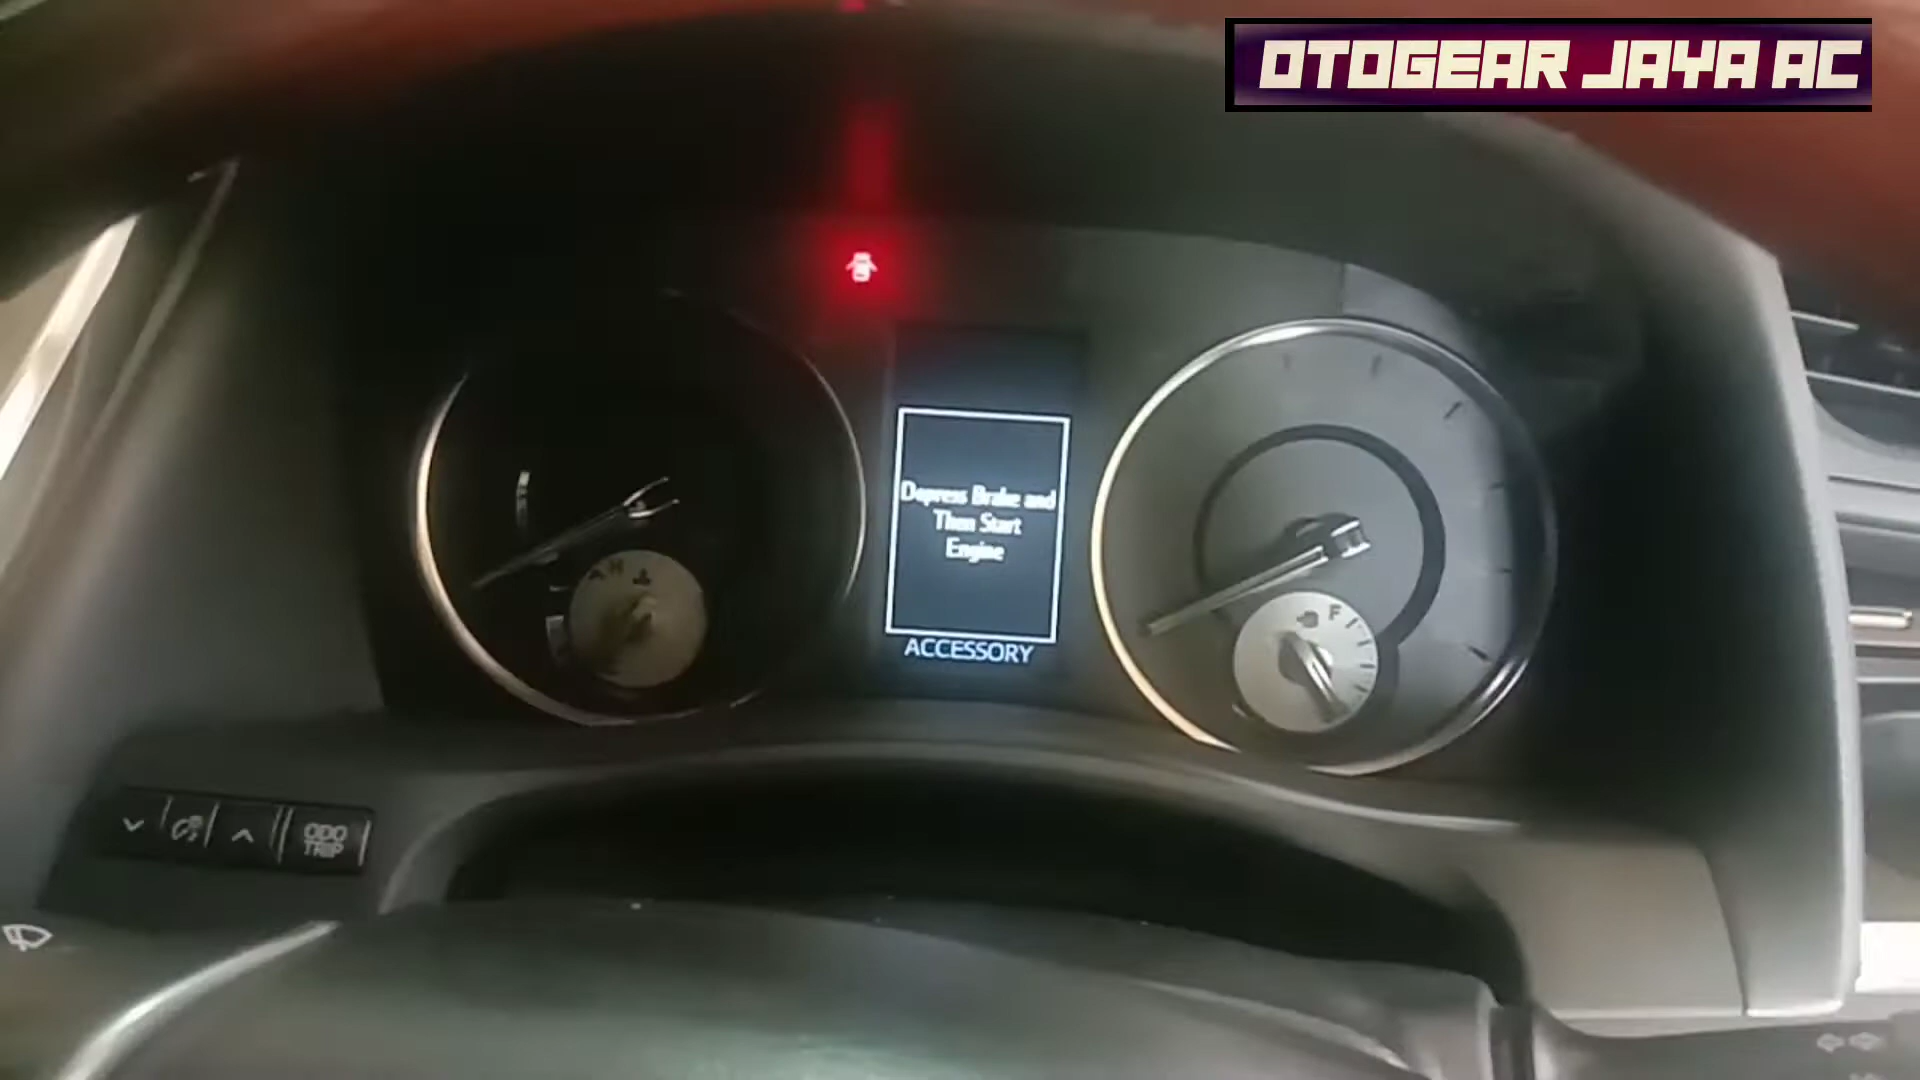 OTOGEAR JAYA AC
Depress Brake and
Then Start
Engine
ACCESSORY
H
F
ODO
TRIP